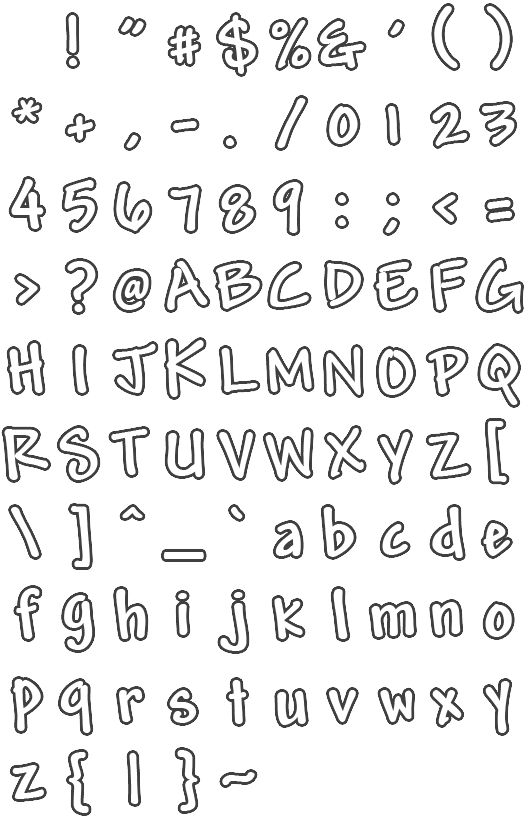 ! " # $ % & ' ( )
* + , - . / 0 1 2 3
4 5 6 7 8 9 : ; < =
> ? @ A B C D E F G
H I J K L M N O P Q
R S T U V W X Y Z [
\ ] ^ _ ` a b c d e
f g h i j k l m n o
p q r s t u v w x y
z { | } ~